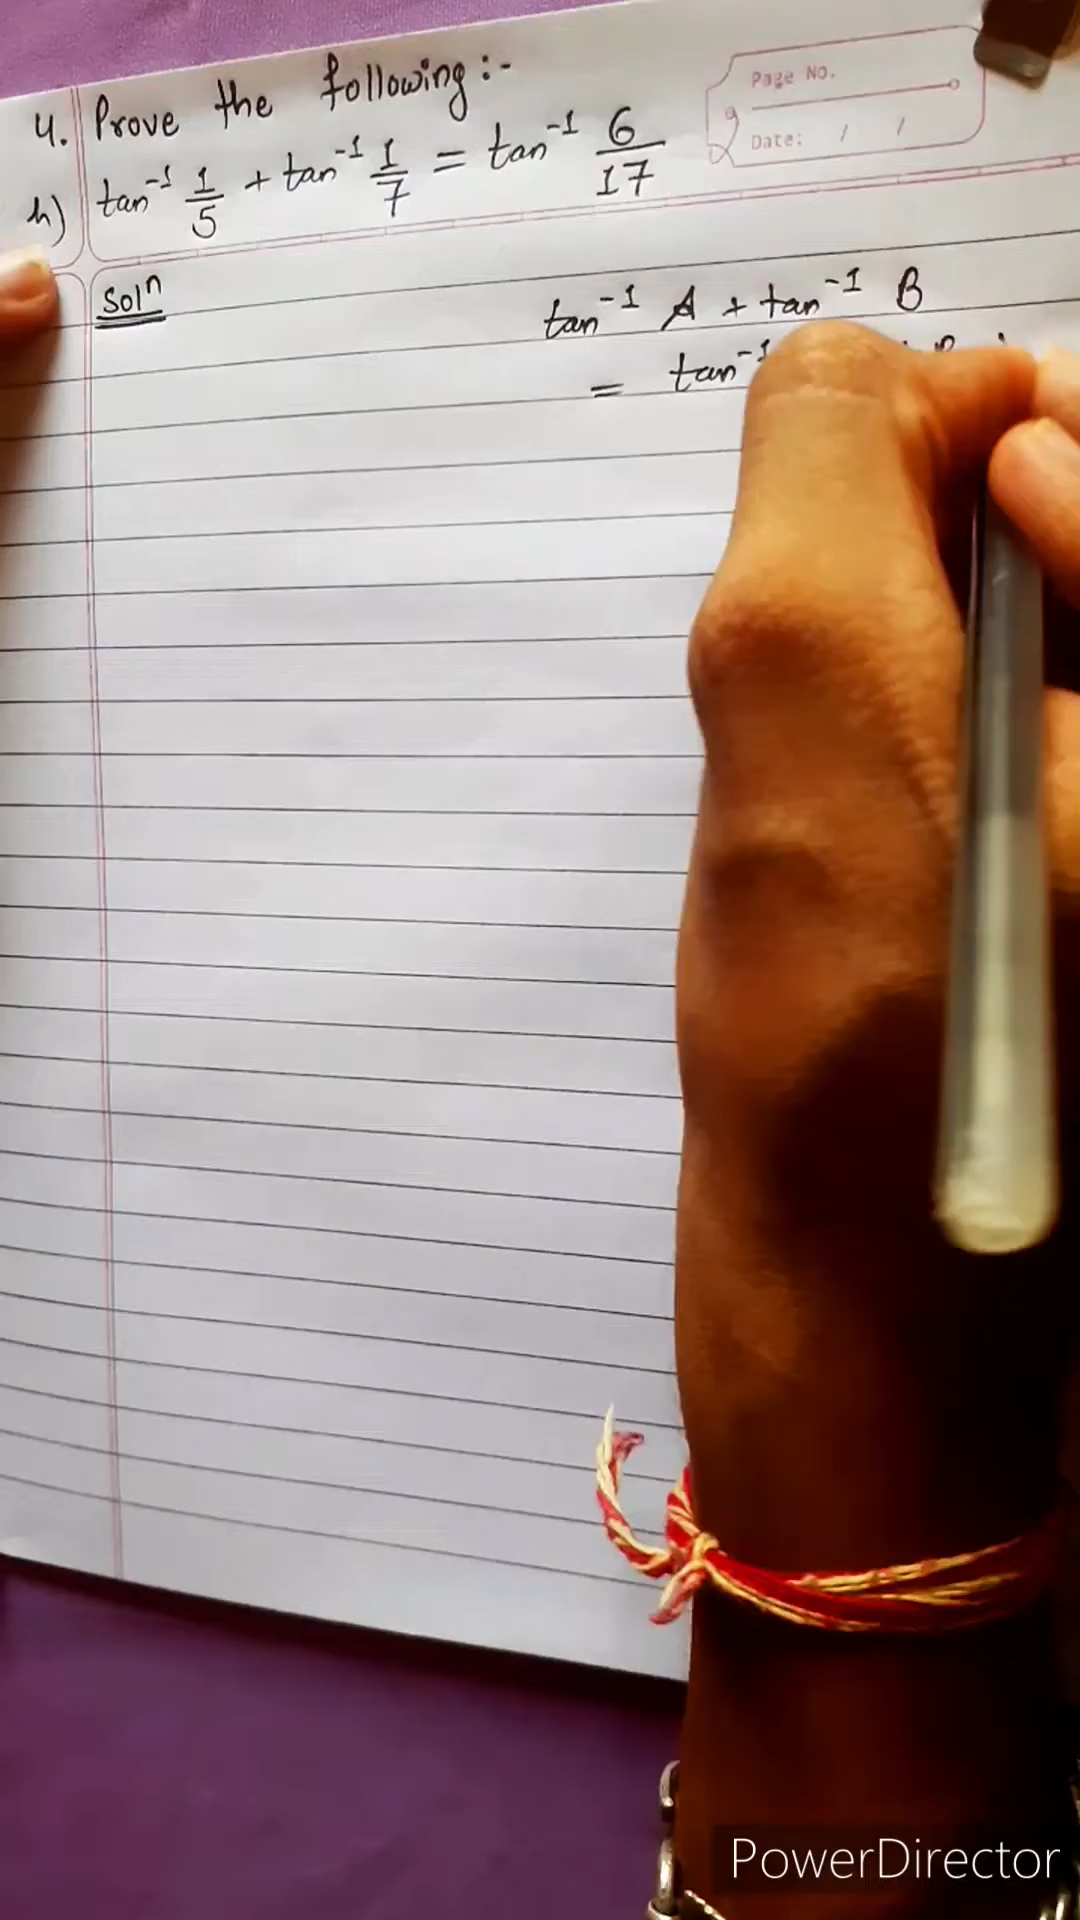 4. Prove the following :-
Page No.
Date: / /
h) tan⁻¹ 1/5 + tan⁻¹ 1/7 = tan⁻¹ 6/17
Solⁿ
tan⁻¹ A + tan⁻¹ B
= tan⁻¹
PowerDirector